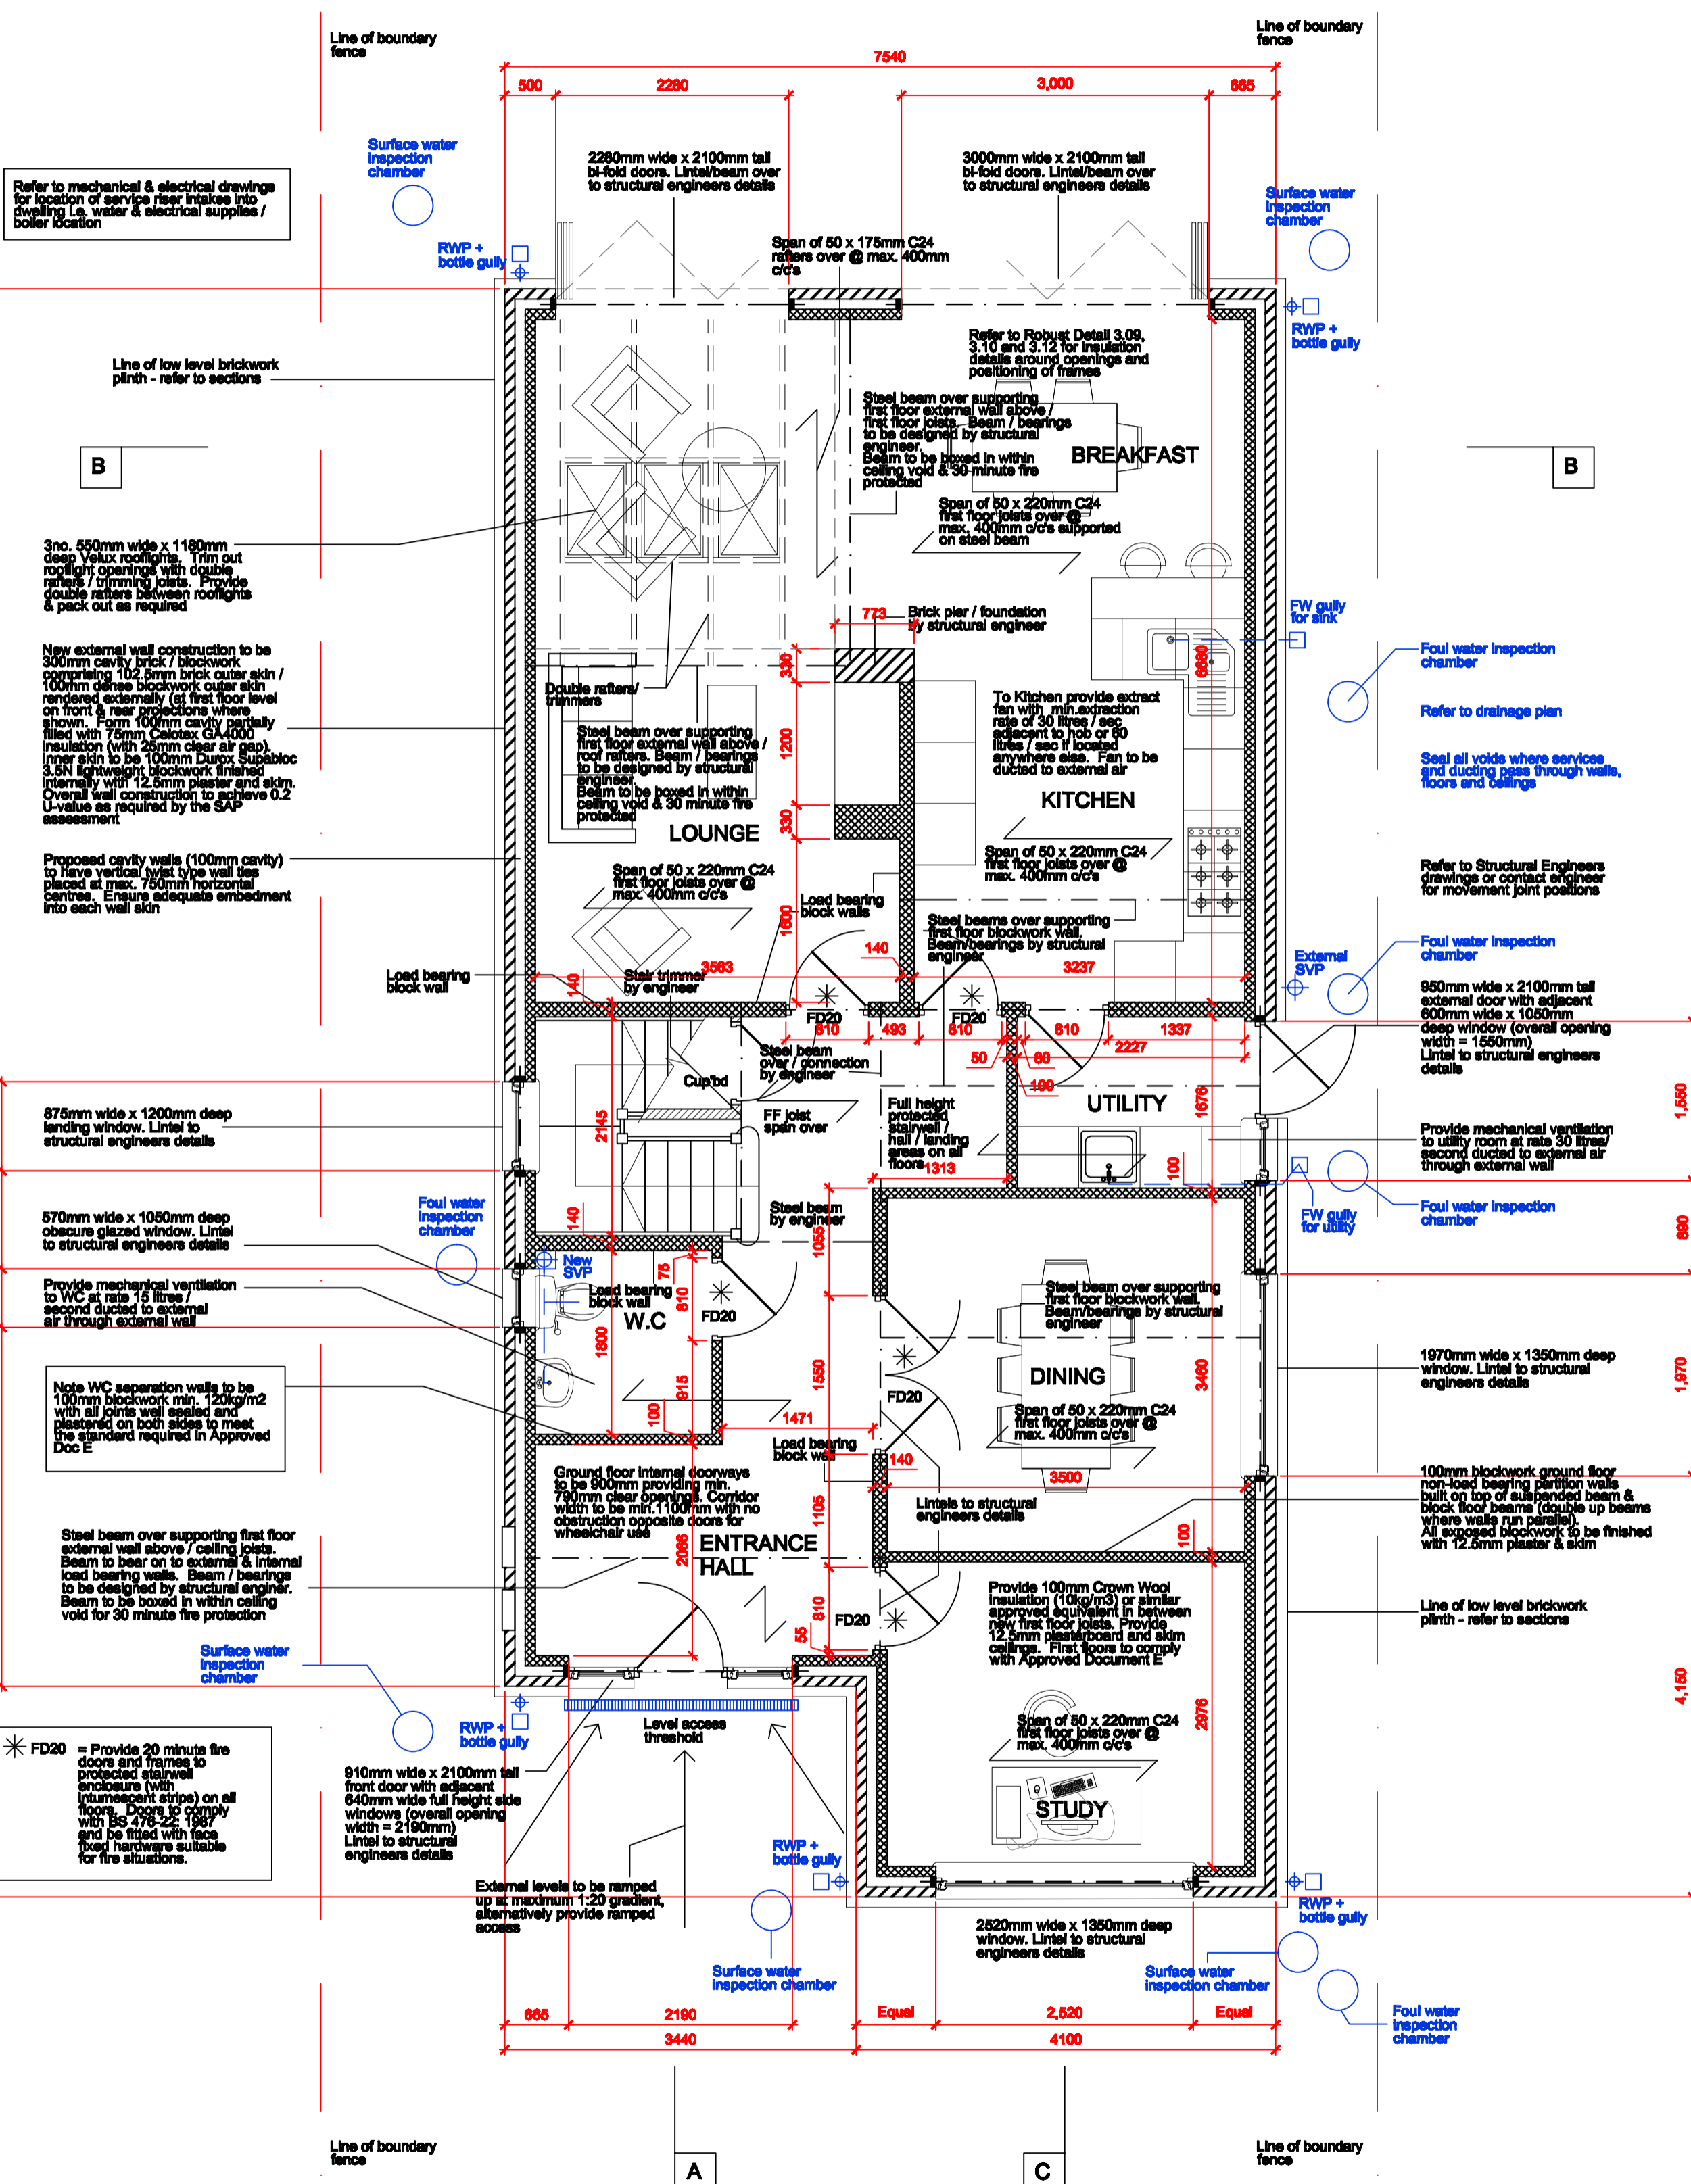 Line of boundary
fence
Line of boundary
fence
7540
500
2280
3,000
665
Surface water
inspection
chamber
2280mm wide x 2100mm tall
bi-fold doors. Lintel/beam over
to structural engineers details
3000mm wide x 2100mm tall
bi-fold doors. Lintel/beam over
to structural engineers details
Refer to mechanical & electrical drawings
for location of service riser intakes into
dwelling i.e. water & electrical supplies /
boiler location
Surface water
inspection
chamber
RWP +
bottle gully
Span of 50 x 175mm C24
rafters over @ max. 400mm
c/c's
RWP +
bottle gully
Refer to Robust Detail 3.09,
3.10 and 3.12 for insulation
details around openings and
positioning of frames
Line of low level brickwork
plinth - refer to sections
Steel beam over supporting
first floor external wall above /
first floor joists. Beam / bearings
to be designed by structural
engineer.
Beam to be boxed in within
ceiling void & 30 minute fire
protected
BREAKFAST
B
B
Span of 50 x 220mm C24
first floor joists over @
max. 400mm c/c's supported
on steel beam
3no. 550mm wide x 1180mm
deep Velux rooflights. Trim out
rooflight openings with double
rafters / trimming joists. Provide
double rafters between rooflights
& pack out as required
773
Brick pier / foundation
by structural engineer
FW gully
for sink
Foul water inspection
chamber
Refer to drainage plan
Seal all voids where services
and ducting pass through walls,
floors and ceilings
New external wall construction to be
300mm cavity brick / blockwork
comprising 102.5mm brick outer skin /
100mm dense blockwork outer skin
rendered externally (at first floor level
on front & rear projections where
shown. Form 100mm cavity partially
filled with 75mm Celotex GA4000
insulation (with 25mm clear air gap).
Inner skin to be 100mm Durox Supabloc
3.5N lightweight blockwork finished
internally with 12.5mm plaster and skim.
Overall wall construction to achieve 0.2
U-value as required by the SAP
assessment
330
6680
Double rafters/
trimmers
To Kitchen provide extract
fan with min.extraction
rate of 30 litres / sec
adjacent to hob or 60
litres / sec if located
anywhere else. Fan to be
ducted to external air
Steel beam over supporting
first floor external wall above /
roof rafters. Beam / bearings
to be designed by structural
engineer.
Beam to be boxed in within
ceiling void & 30 minute fire
protected
1200
KITCHEN
330
LOUNGE
Span of 50 x 220mm C24
first floor joists over @
max. 400mm c/c's
Span of 50 x 220mm C24
first floor joists over @
max. 400mm c/c's
Proposed cavity walls (100mm cavity)
to have vertical twist type wall ties
placed at max. 750mm horizontal
centres. Ensure adequate embedment
into each wall skin
Refer to Structural Engineers
drawings or contact engineer
for movement joint positions
Load bearing
block walls
1600
Steel beams over supporting
first floor blockwork wall.
Beam/bearings by structural
engineer
140
3563
3237
External
SVP
Foul water inspection
chamber
Load bearing
block wall
140
Stair trimmer
by engineer
950mm wide x 2100mm tall
external door with adjacent
600mm wide x 1050mm
deep window (overall opening
width = 1550mm)
Lintel to structural engineers
details
FD20
FD20
810
493
810
810
1337
2227
50
60
100
Steel beam
over / connection
by engineer
Cup'bd
FF joist
span over
Full height
protected
stairwell /
hall / landing
areas on all
floors
1313
UTILITY
1676
1,550
875mm wide x 1200mm deep
landing window. Lintel to
structural engineers details
2145
Provide mechanical ventilation
to utility room at rate 30 litres/
second ducted to external air
through external wall
100
Foul water
inspection
chamber
570mm wide x 1050mm deep
obscure glazed window. Lintel
to structural engineers details
140
Steel beam
by engineer
1055
FW gully
for utility
Foul water inspection
chamber
890
New
SVP
75
Load bearing
block wall
Provide mechanical ventilation
to WC at rate 15 litres /
second ducted to external
air through external wall
810
FD20
W.C
1800
Steel beam over supporting
first floor blockwork wall.
Beam/bearings by structural
engineer
1550
DINING
3460
1970mm wide x 1350mm deep
window. Lintel to structural
engineers details
1,970
Note WC separation walls to be
100mm blockwork min. 120kg/m2
with all joints well sealed and
plastered on both sides to meet
the standard required in Approved
Doc E
915
FD20
100
1471
Span of 50 x 220mm C24
first floor joists over @
max. 400mm c/c's
Load bearing
block wall
140
3500
Ground floor internal doorways
to be 900mm providing min.
790mm clear openings. Corridor
width to be min.1100mm with no
obstruction opposite doors for
wheelchair use
1105
Lintels to structural
engineers details
100mm blockwork ground floor
non-load bearing partition walls
built on top of suspended beam &
block floor beams (double up beams
where walls run parallel).
All exposed blockwork to be finished
with 12.5mm plaster & skim
100
ENTRANCE
HALL
2086
Steel beam over supporting first floor
external wall above / ceiling joists.
Beam to bear on to external & internal
load bearing walls. Beam / bearings
to be designed by structural enginer.
Beam to be boxed in within ceiling
void for 30 minute fire protection
Provide 100mm Crown Wool
insulation (10kg/m3) or similar
approved equivalent in between
new first floor joists. Provide
12.5mm plasterboard and skim
ceilings. First floors to comply
with Approved Document E
810
FD20
55
Line of low level brickwork
plinth - refer to sections
Surface water
inspection
chamber
4,150
2976
RWP +
bottle gully
Level access
threshold
Span of 50 x 220mm C24
first floor joists over @
max. 400mm c/c's
FD20 = Provide 20 minute fire
doors and frames to
protected stairwell
enclosure (with
intumescent strips) on all
floors. Doors to comply
with BS 476-22: 1987
and be fitted with face
fixed hardware suitable
for fire situations.
910mm wide x 2100mm tall
front door with adjacent
640mm wide full height side
windows (overall opening
width = 2190mm)
Lintel to structural
engineers details
STUDY
RWP +
bottle gully
External levels to be ramped
up at maximum 1:20 gradient,
alternatively provide ramped
access
RWP +
bottle gully
2520mm wide x 1350mm deep
window. Lintel to structural
engineers details
Surface water
inspection chamber
Surface water
inspection chamber
Foul water
inspection
chamber
665
2190
Equal
2,520
Equal
3440
4100
Line of boundary
fence
Line of boundary
fence
A
C